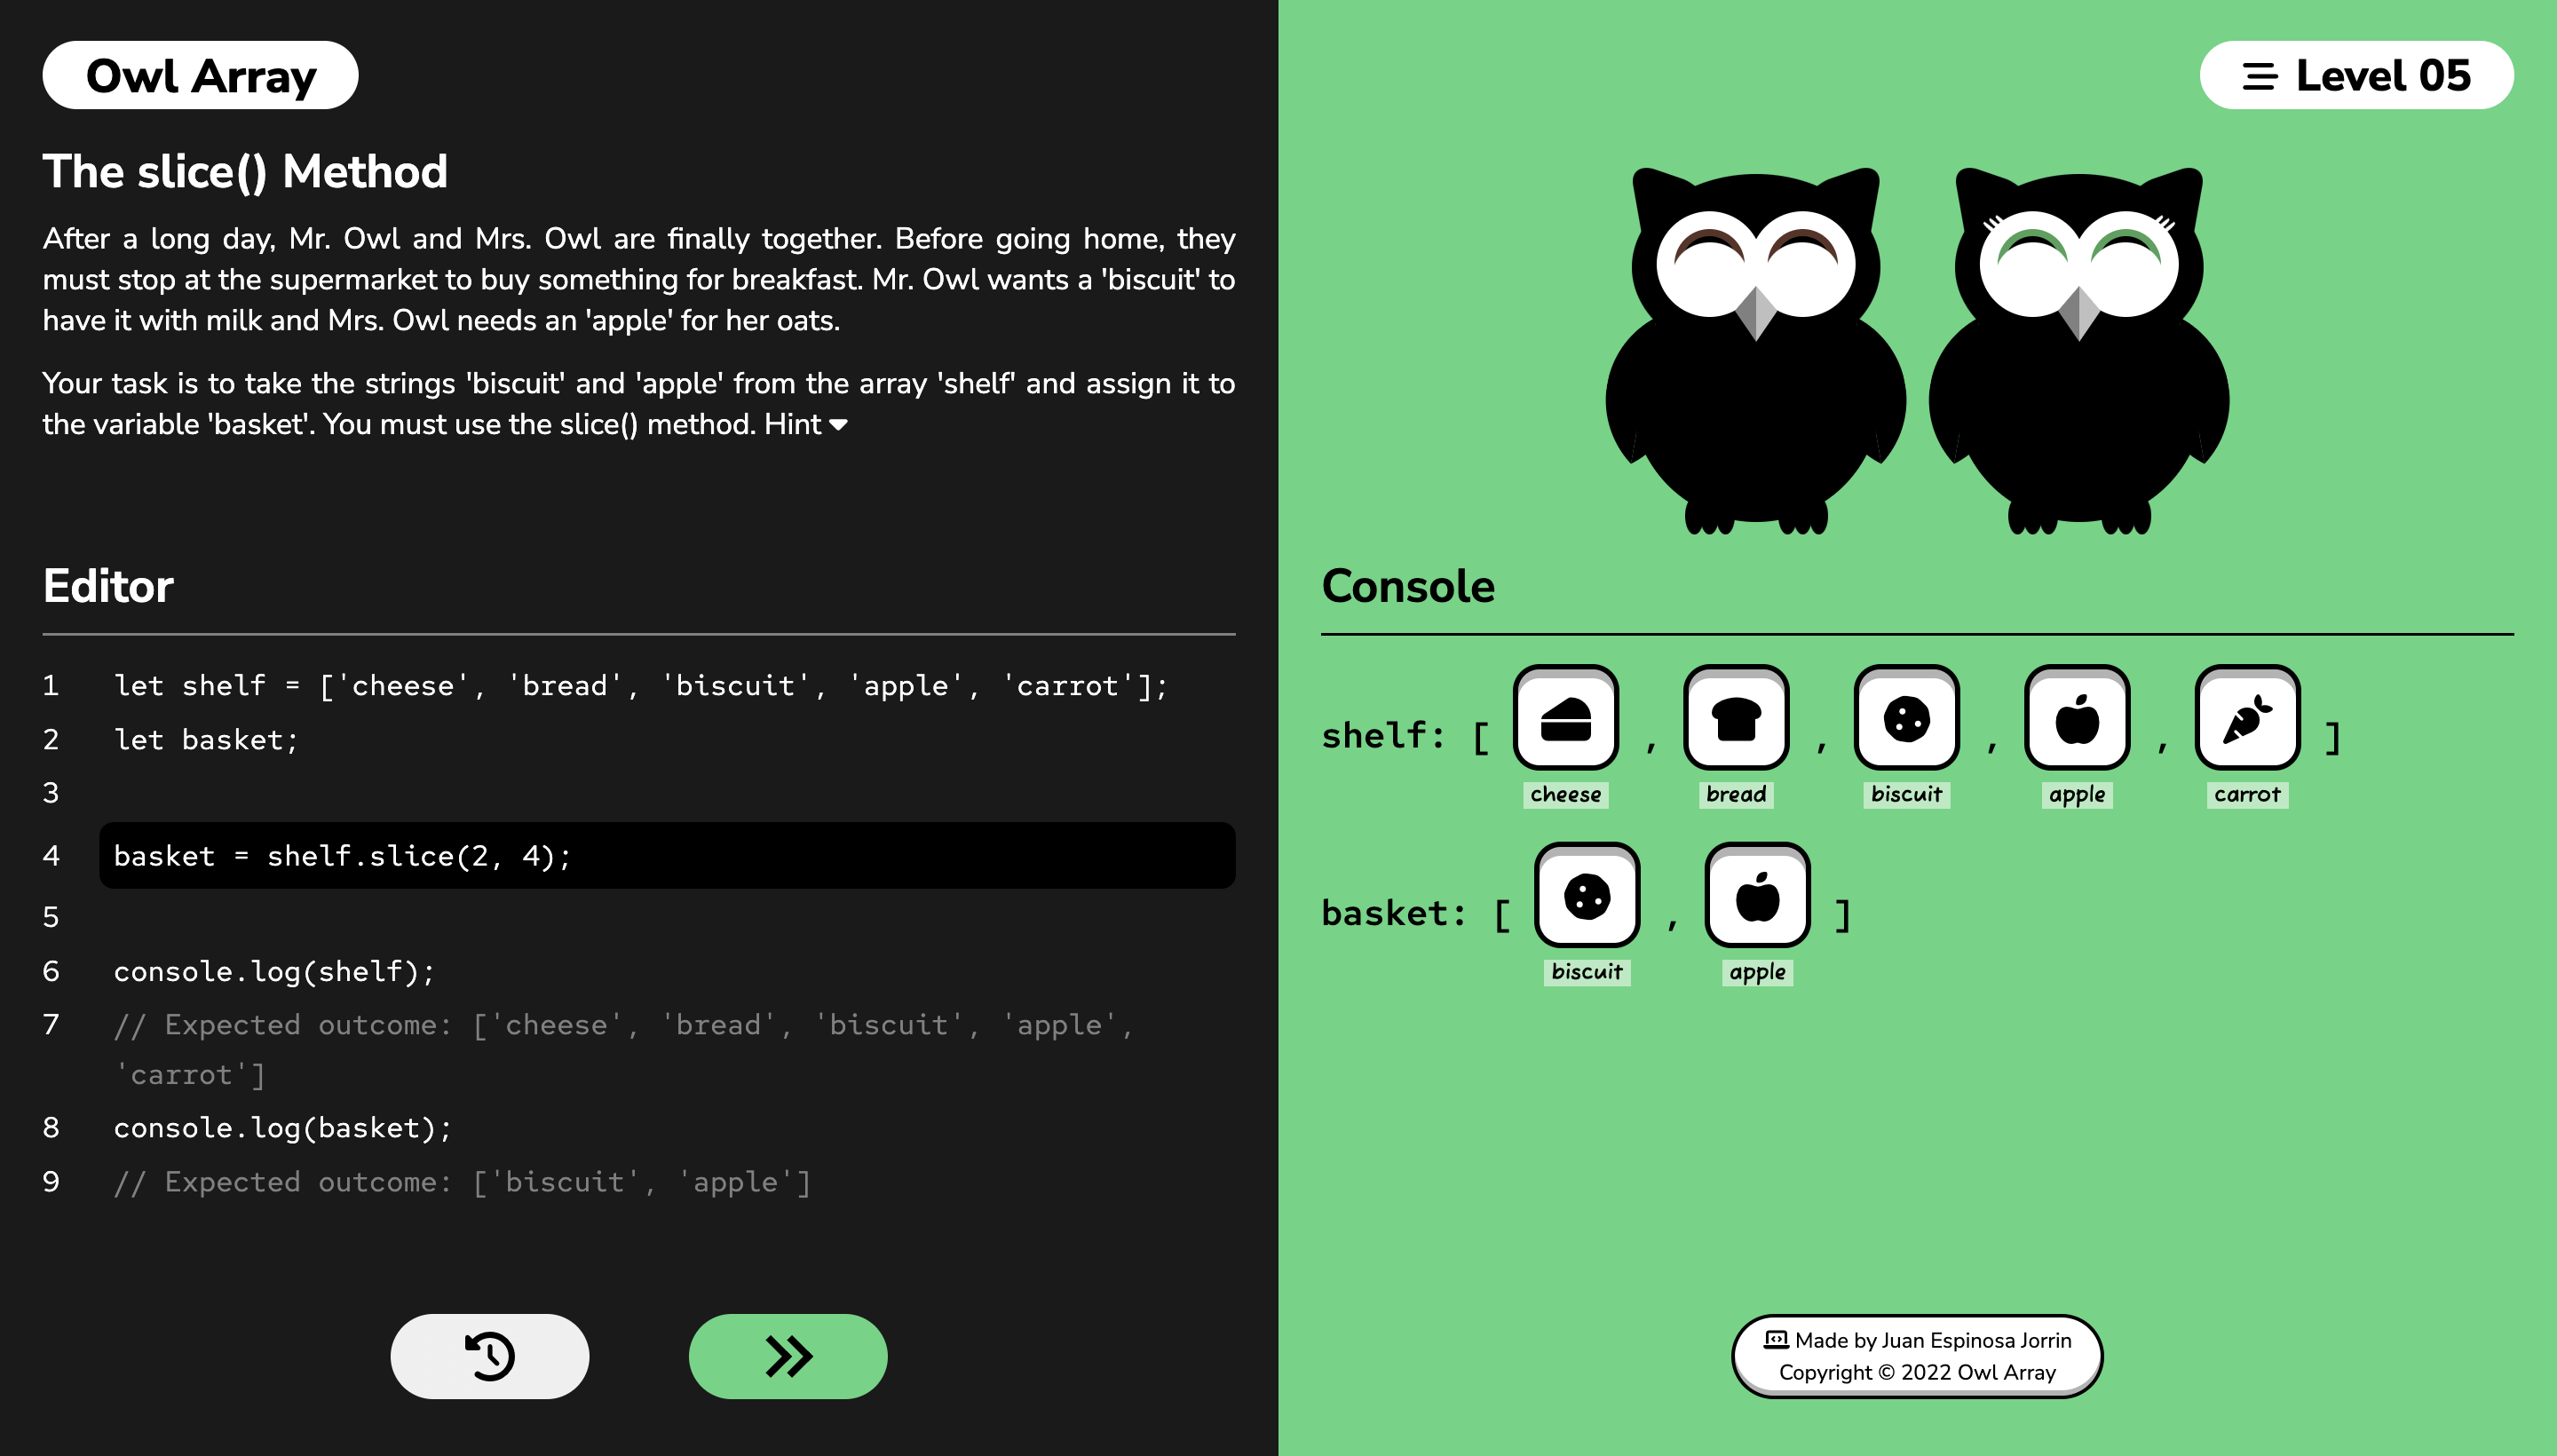 Owl Array
The slice() Method
After a long day, Mr. Owl and Mrs. Owl are finally together. Before going home, they
must stop at the supermarket to buy something for breakfast. Mr. Owl wants a 'biscuit' to
have it with milk and Mrs. Owl needs an 'apple' for her oats.
Your task is to take the strings 'biscuit' and 'apple' from the array 'shelf' and assign it to
the variable 'basket'. You must use the slice() method. Hint
Editor
1 let shelf = ['cheese', 'bread', 'biscuit', 'apple', 'carrot'];
2 let basket;
3
4 basket = shelf.slice(2, 4);
5
6 console.log(shelf);
7 // Expected outcome: ['cheese', 'bread', 'biscuit', 'apple',
'carrot']
8 console.log(basket);
9 // Expected outcome: ['biscuit', 'apple']
Level 05
Console
shelf: [ , , , , ]
cheese bread biscuit apple carrot
basket: [ , ]
biscuit apple
Made by Juan Espinosa Jorrin
Copyright © 2022 Owl Array